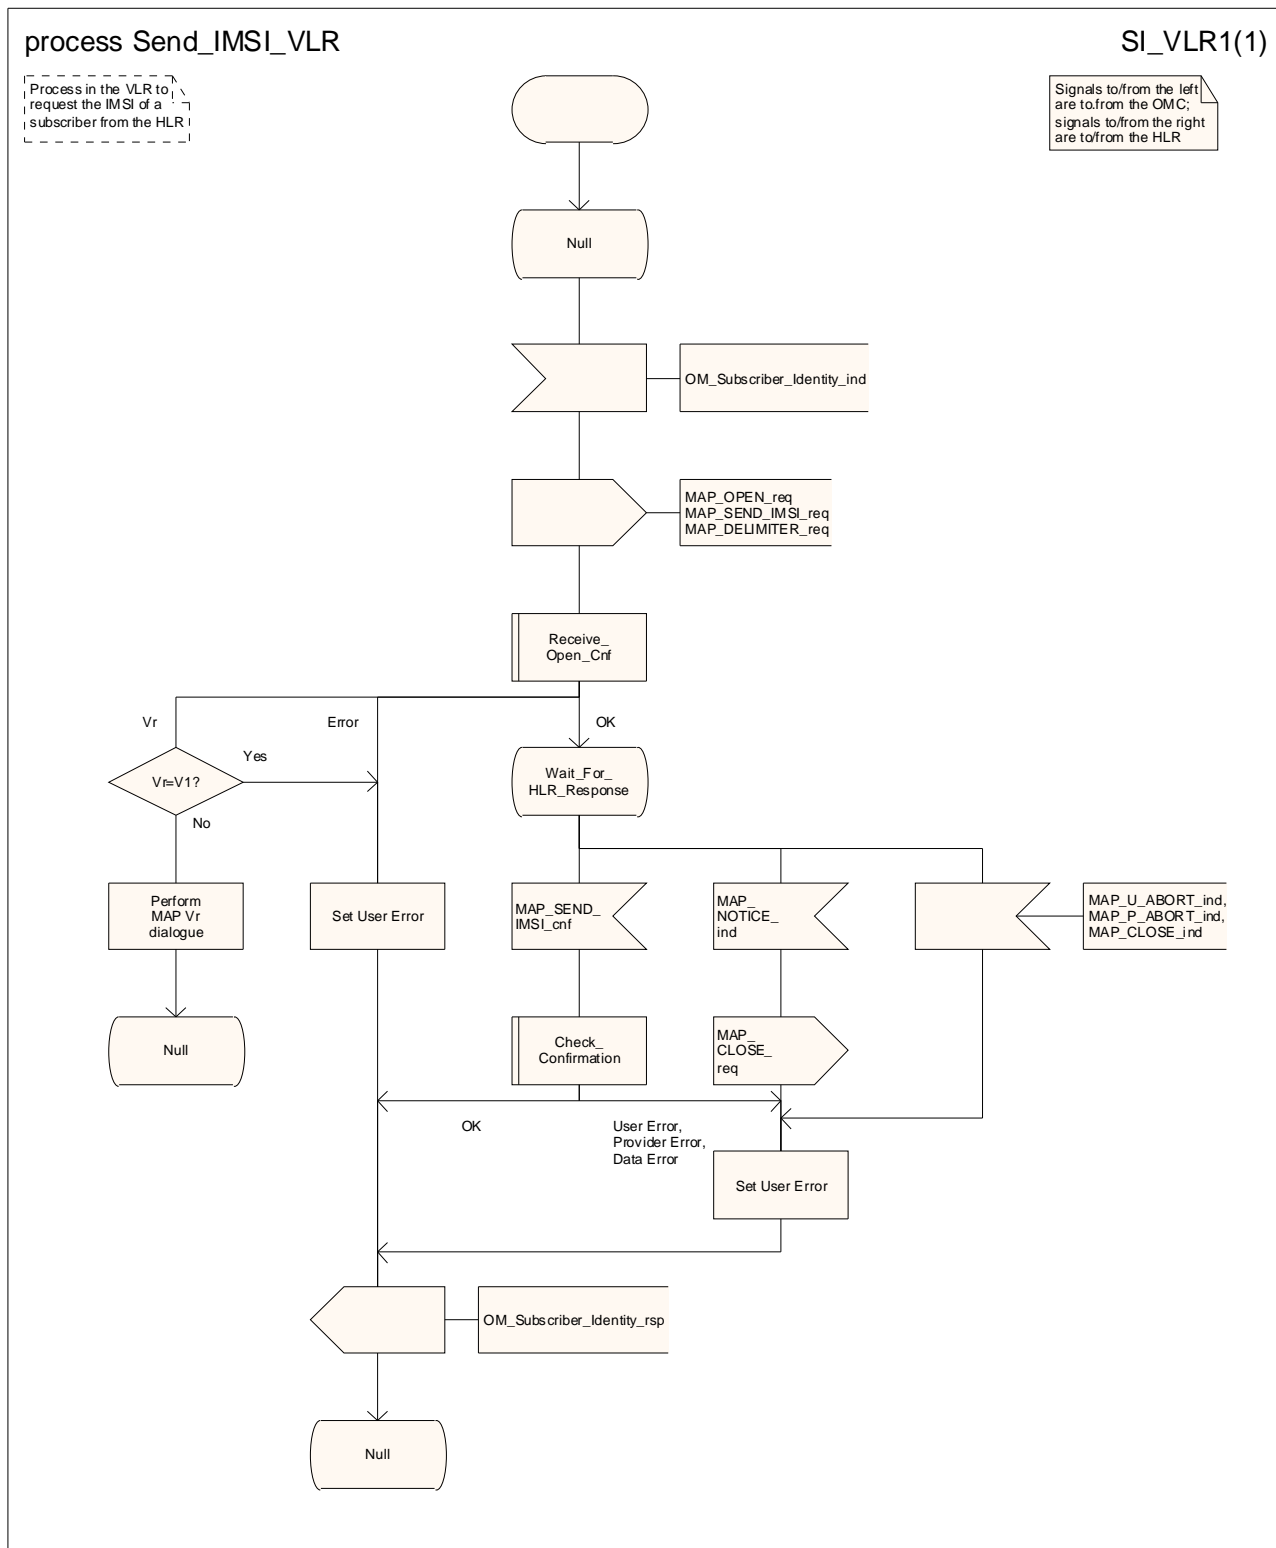 process Send_IMSI_VLR
SI_VLR1(1)
Process in the VLR to
request the IMSI of a
subscriber from the HLR
Signals to/from the left
are to.from the OMC;
signals to/from the right
are to/from the HLR
Null
OM_Subscriber_Identity_ind
MAP_OPEN_req
MAP_SEND_IMSI_req
MAP_DELIMITER_req
Receive_
Open_Cnf
Vr
Error
OK
Yes
Vr=V1?
Wait_For_
HLR_Response
No
Perform
MAP Vr
dialogue
Set User Error
MAP_SEND_
IMSI_cnf
MAP_
NOTICE_
ind
MAP_U_ABORT_ind,
MAP_P_ABORT_ind,
MAP_CLOSE_ind
Null
Check_
Confirmation
MAP_
CLOSE_
req
OK
User Error,
Provider Error,
Data Error
Set User Error
OM_Subscriber_Identity_rsp
Null